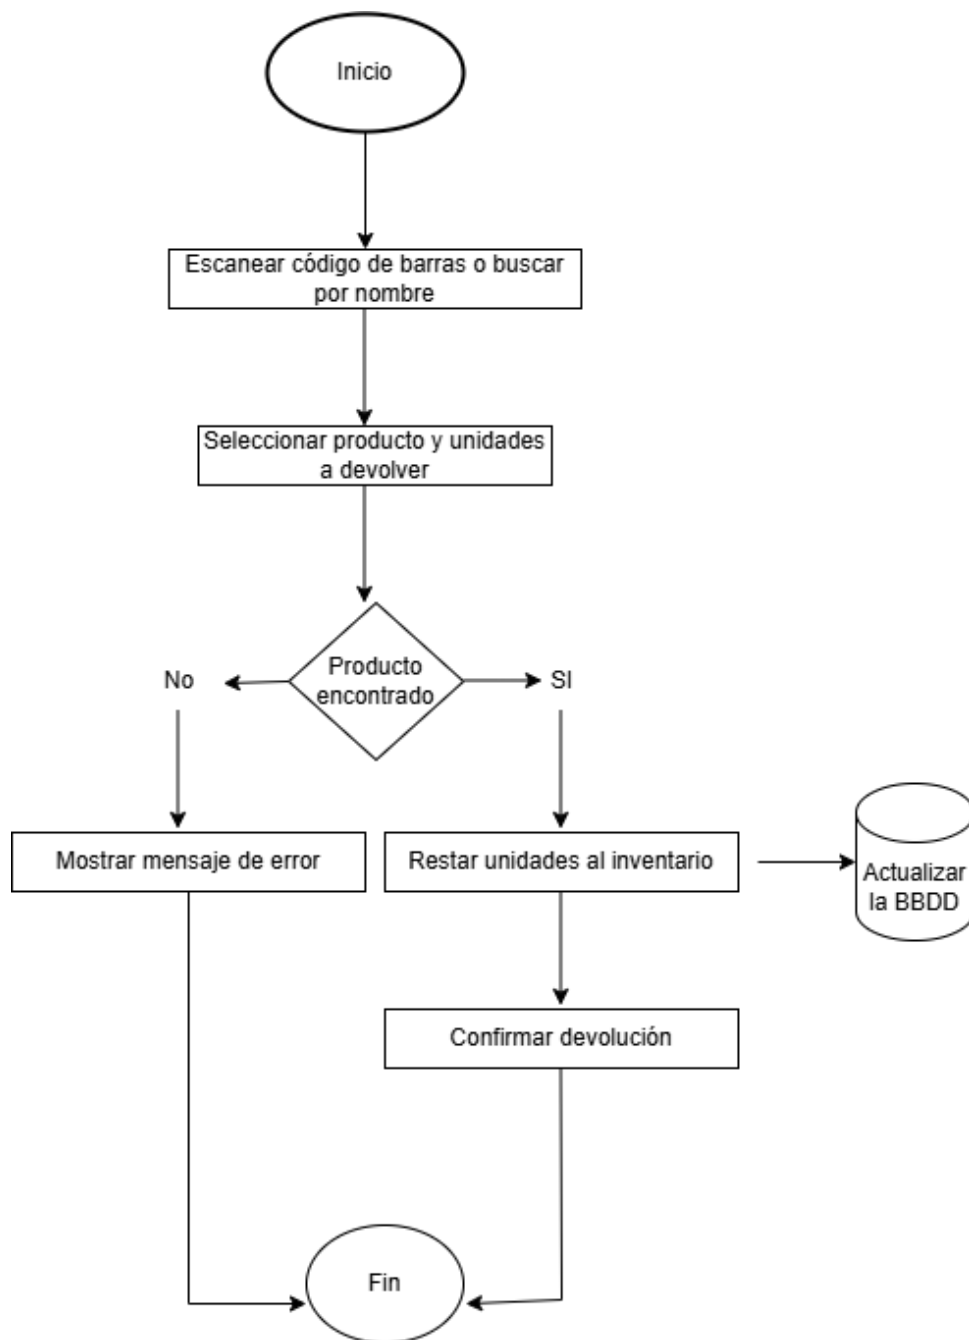 Inicio
Escanear código de barras o buscar
por nombre
Seleccionar producto y unidades
a devolver
Producto
encontrado
No
SI
Mostrar mensaje de error
Restar unidades al inventario
Actualizar
la BBDD
Confirmar devolución
Fin